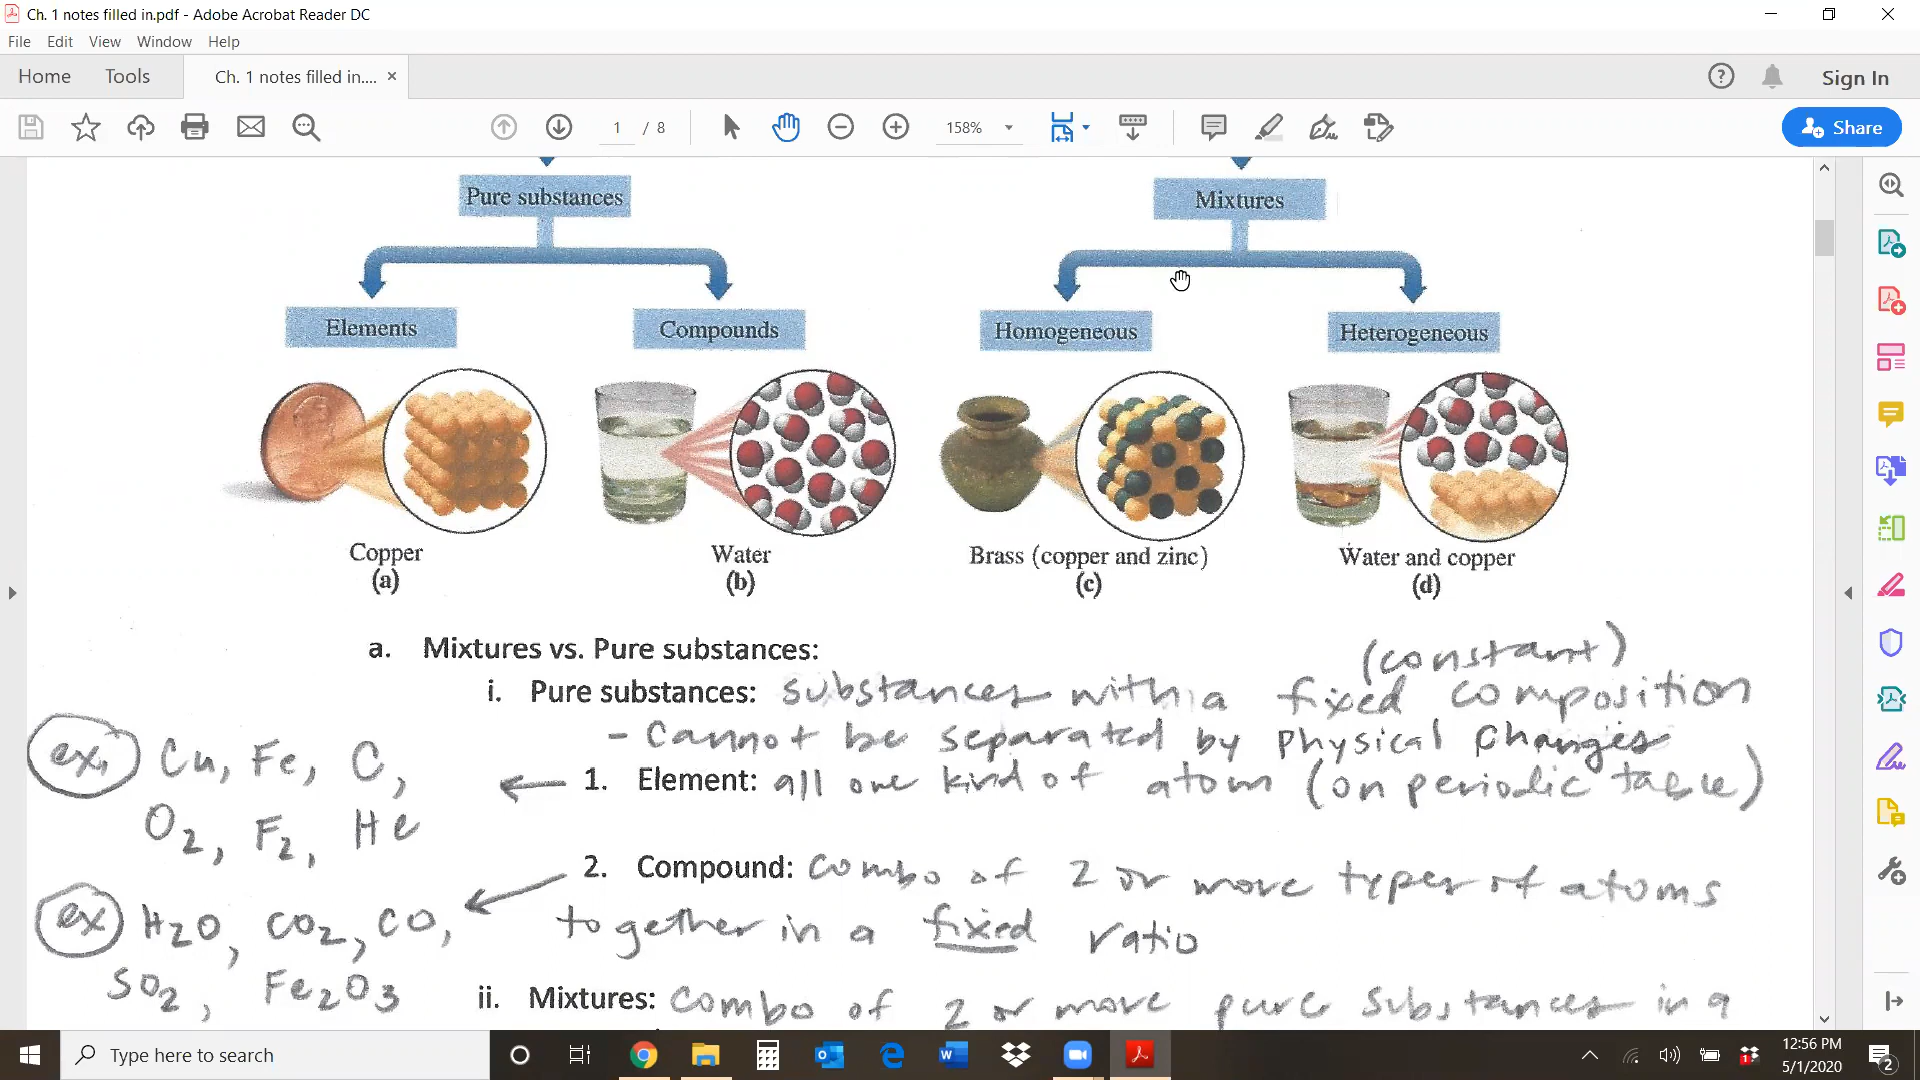 Ch. 1 notes filled in.pdf - Adobe Acrobat Reader DC
File Edit View Window Help
Home Tools Ch. 1 notes filled in.... × Sign In
1 / 8 158% Share
Pure substances Mixtures
Elements Compounds Homogeneous Heterogeneous
Copper Water Brass (copper and zinc) Water and copper
(a) (b) (c) (d)
a. Mixtures vs. Pure substances:
(constant)
i. Pure substances: substances with a fixed composition
- Cannot be separated by physical changes
ex, Cu, Fe, C,
1. Element: all one kind of atom (on periodic table)
O2, F2, He
2. Compound: combo of 2 or more types of atoms
ex H2O, CO2, CO,
together in a fixed ratio
SO2, Fe2O3
ii. Mixtures: combo of 2 or more pure substances in a
Type here to search
12:56 PM
5/1/2020
2